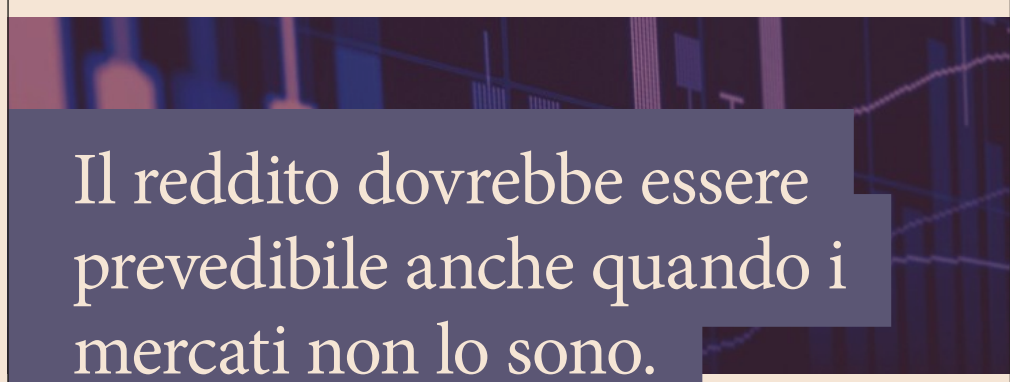 Il reddito dovrebbe essere
prevedibile anche quando i
mercati non lo sono.